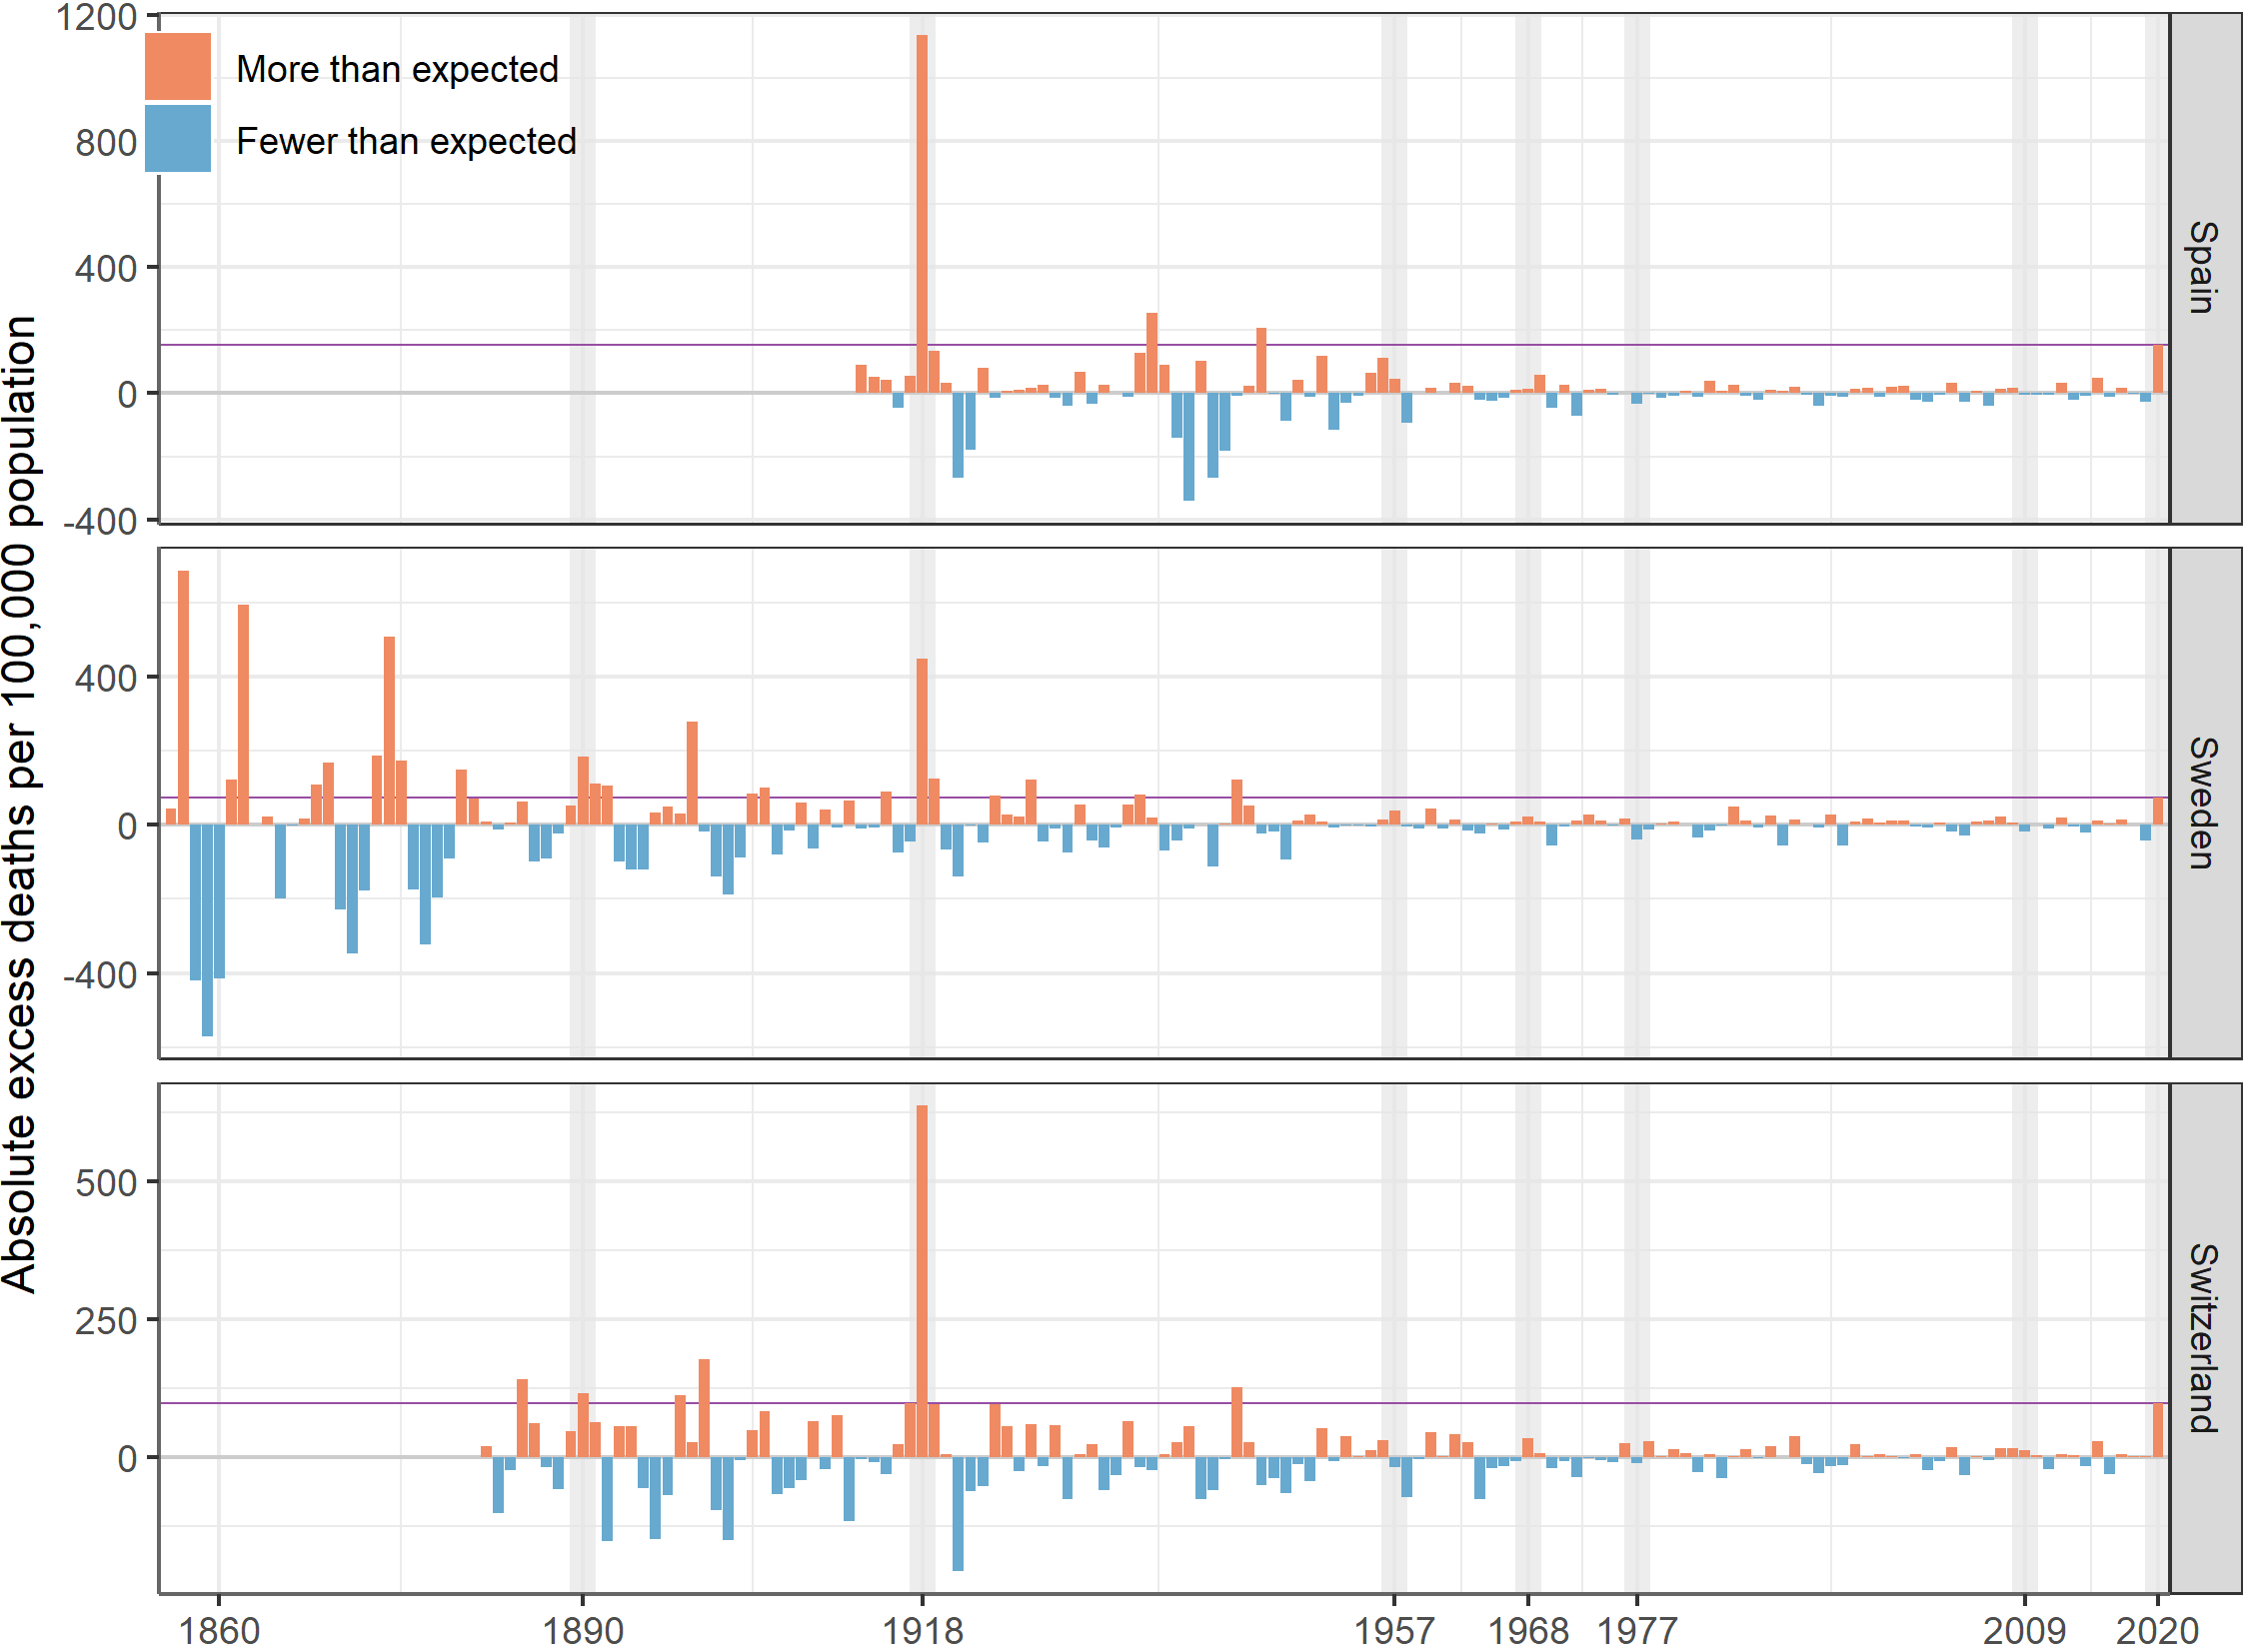 Absolute excess deaths per 100,000 population
1200
800
400
0
-400
More than expected
Fewer than expected
Spain
400
0
-400
Sweden
500
250
0
Switzerland
1860 1890 1918 1957 1968 1977 2009 2020